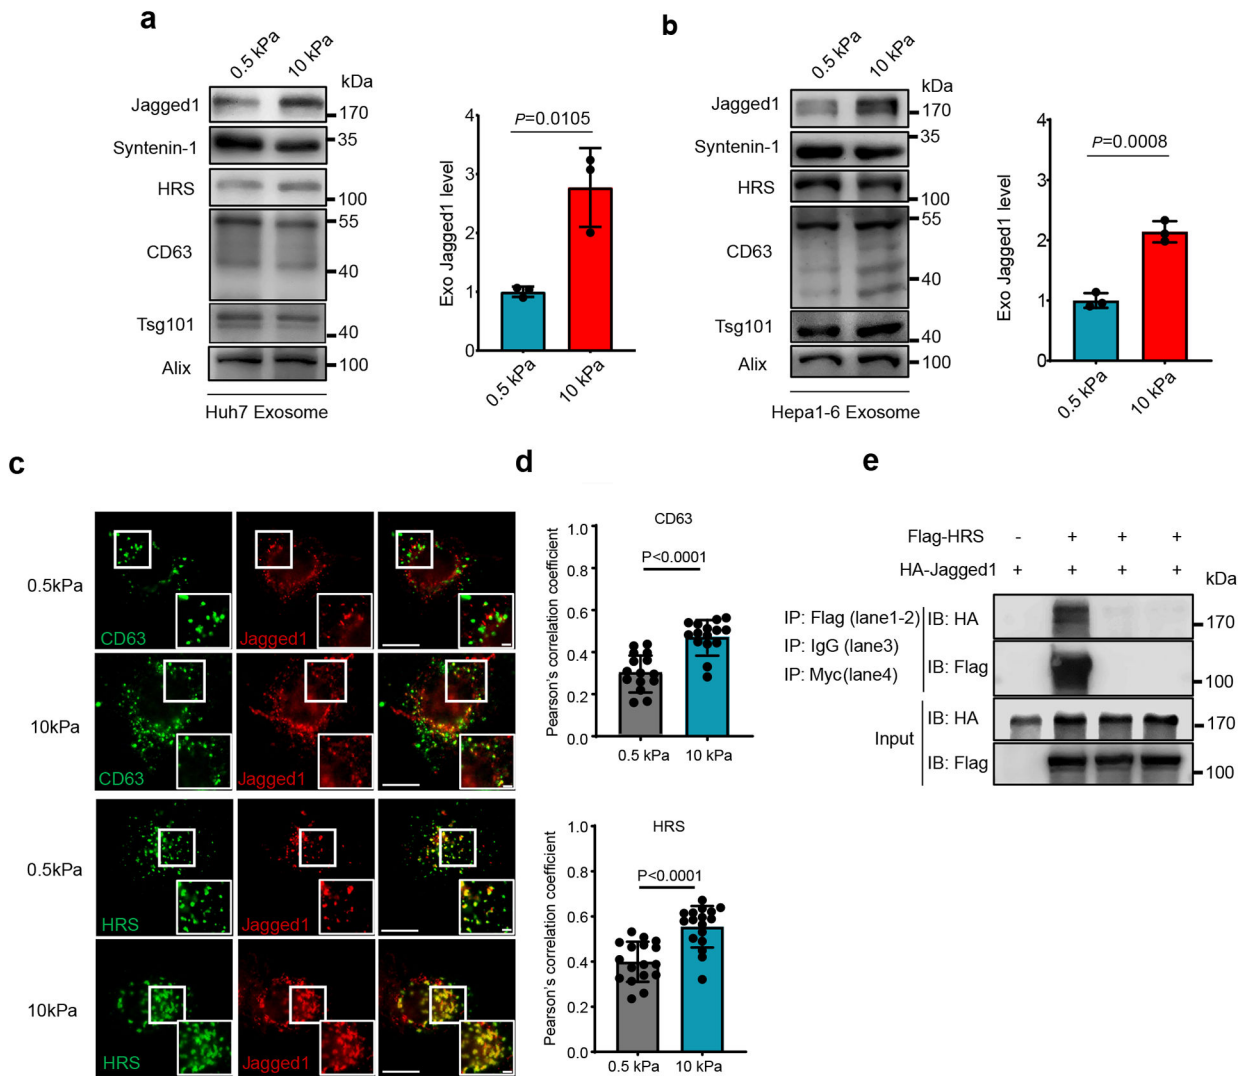 a
0.5 kPa
10 kPa
kDa
Jagged1
170
Syntenin-1
35
HRS
100
CD63
55
40
Tsg101
40
Alix
100
Huh7 Exosome
Exo Jagged1 level
4
3
2
1
0
P=0.0105
0.5 kPa
10 kPa
b
0.5 kPa
10 kPa
kDa
Jagged1
170
Syntenin-1
35
HRS
100
CD63
55
40
Tsg101
40
Alix
100
Hepa1-6 Exosome
Exo Jagged1 level
4
3
2
1
0
P=0.0008
0.5 kPa
10 kPa
c
0.5kPa
CD63
Jagged1
10kPa
CD63
Jagged1
0.5kPa
HRS
Jagged1
10kPa
HRS
Jagged1
d
CD63
Pearson's correlation coefficient
1.0
0.8
0.6
0.4
0.2
0.0
P<0.0001
0.5 kPa
10 kPa
HRS
Pearson's correlation coefficient
1.0
0.8
0.6
0.4
0.2
0.0
P<0.0001
0.5 kPa
10 kPa
e
Flag-HRS - + + +
HA-Jagged1 + + + +
kDa
IP: Flag (lane1-2)
IP: IgG (lane3)
IP: Myc(lane4)
IB: HA
170
IB: Flag
100
Input
IB: HA
170
IB: Flag
100